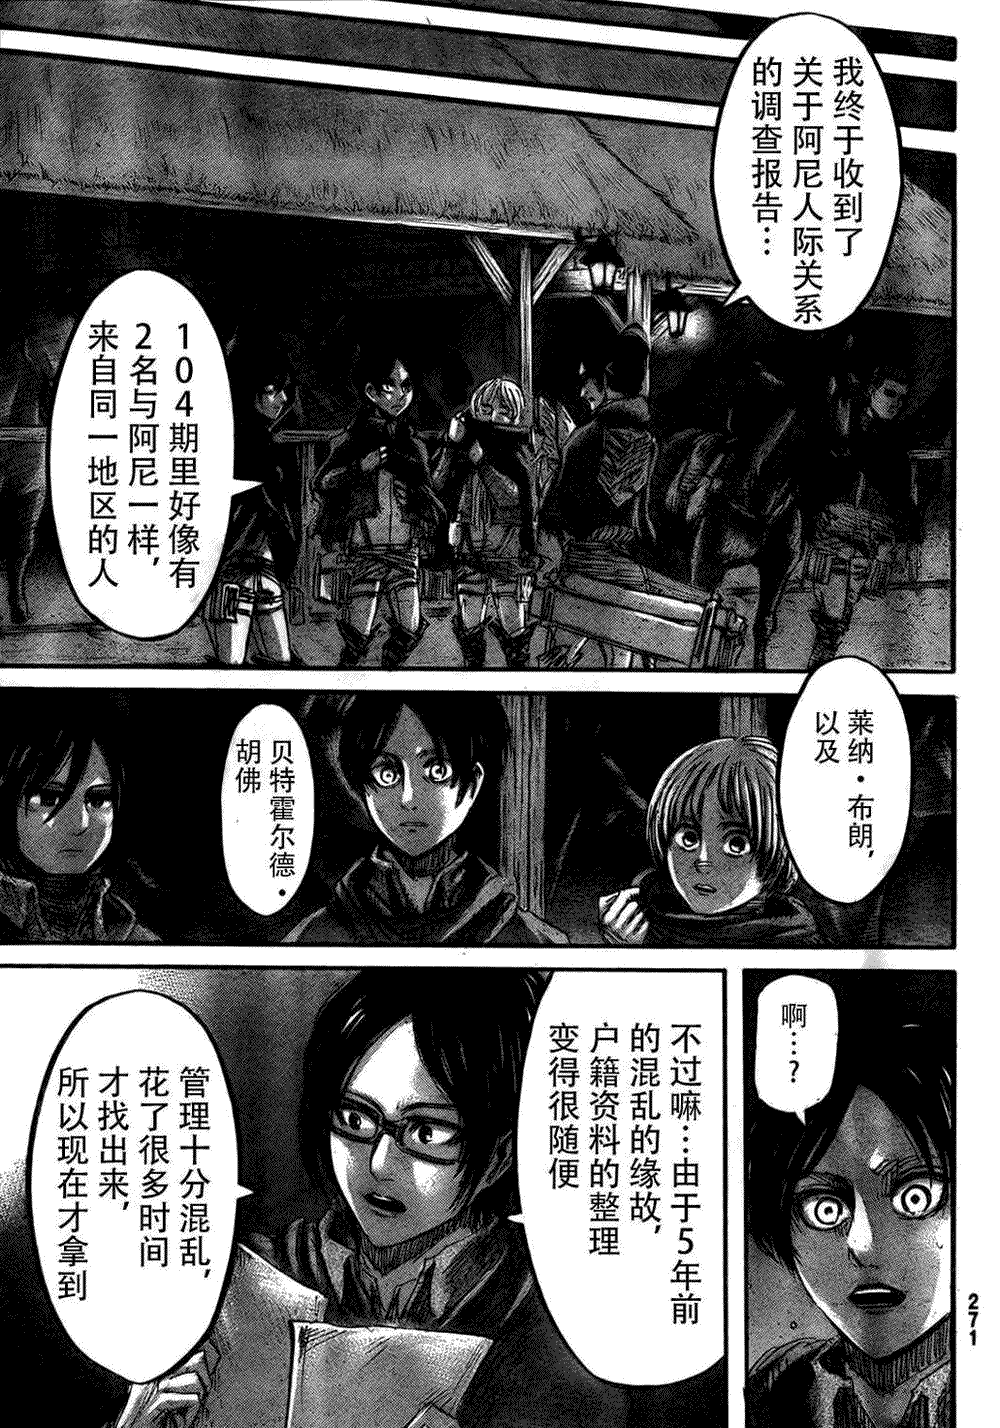 我终于收到了
关于阿尼人际关系
的调查报告…
104期里好像有
2名与阿尼一样,
来自同一地区的人
莱纳·布朗,
以及
贝特霍尔德·
胡佛
啊……?
不过嘛…由于5年前
的混乱的缘故,
户籍资料的整理
变得很随便
管理十分混乱,
花了很多时间
才找出来,
所以现在才拿到
271